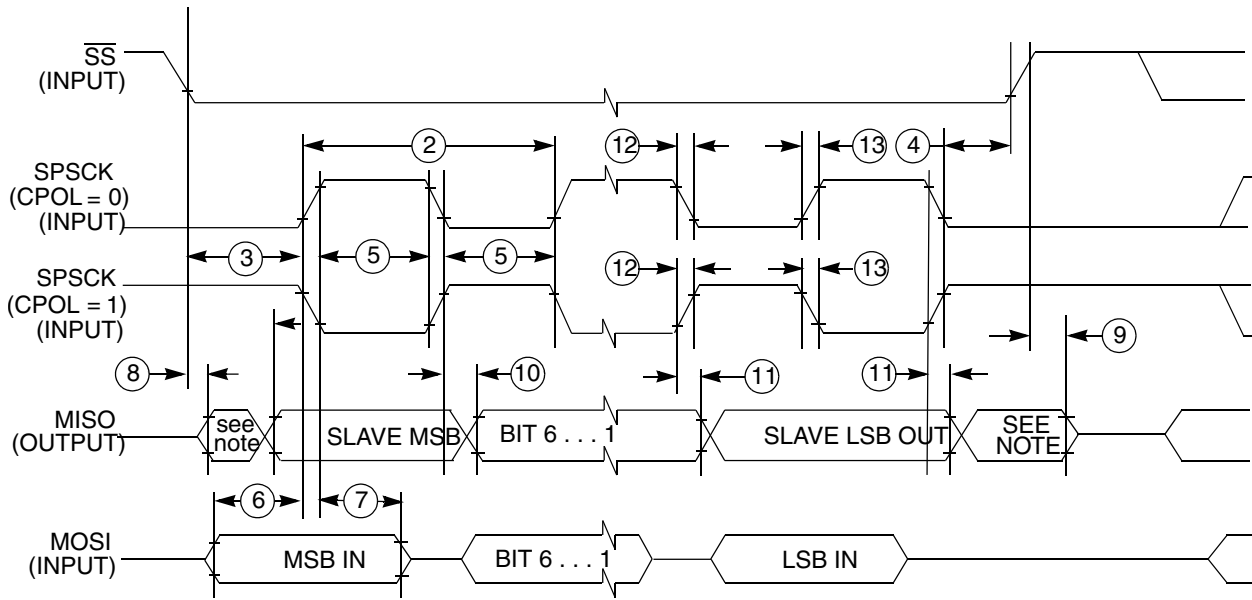 SS
(INPUT)
2
12
13
4
SPSCK
(CPOL = 0)
(INPUT)
3
5
5
12
13
SPSCK
(CPOL = 1)
(INPUT)
9
8
10
11
11
MISO
(OUTPUT)
see
note
SLAVE MSB
BIT 6 . . . 1
SLAVE LSB OUT
SEE
NOTE
6
7
MOSI
(INPUT)
MSB IN
BIT 6 . . . 1
LSB IN